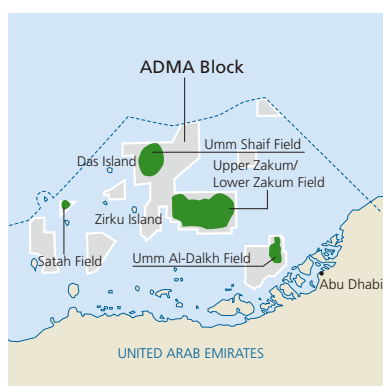 ADMA Block
Umm Shaif Field
Das Island
Upper Zakum/
Lower Zakum Field
Zirku Island
Satah Field
Umm Al-Dalkh Field
Abu Dhabi
UNITED ARAB EMIRATES